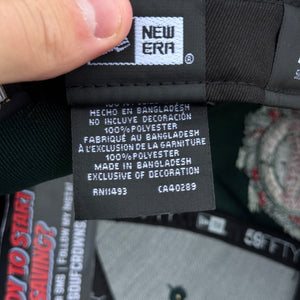 NEW
ERA
®
HECHO EN BANGLADESH
NO INCLUYE DECORACIÓN
100% POLYESTER
FABRIQUÉ AU BANGLADESH
À L'EXCLUSION DE LA GARNITURE
100% POLYESTER
MADE IN BANGLADESH
EXCLUSIVE OF DECORATION
RN11493 CA40289
59FIFTY